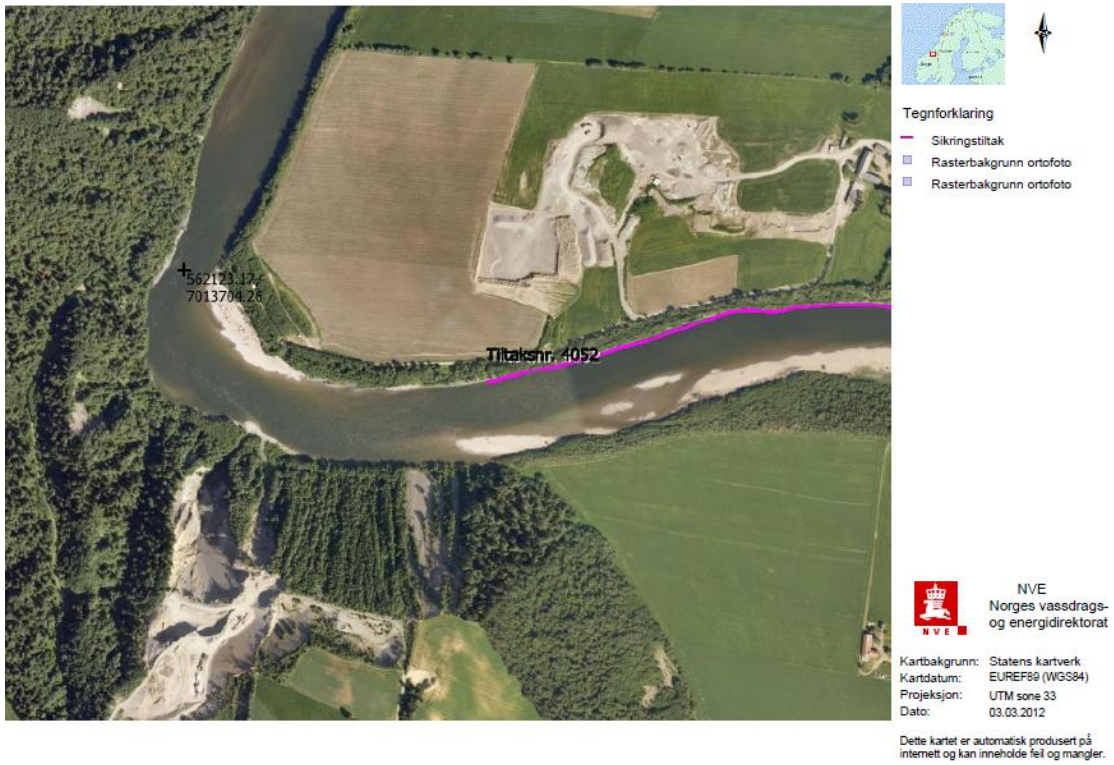 562123.17,
7013704.26
Tiltaksnr. 4052
Tegnforklaring
Sikringstiltak
Rasterbakgrunn ortofoto
Rasterbakgrunn ortofoto
NVE
NVE
Norges vassdrags-
og energidirektorat
Kartbakgrunn: Statens kartverk
Kartdatum: EUREF89 (WGS84)
Projeksjon: UTM sone 33
Dato: 03.03.2012
Dette kartet er automatisk produsert på
internett og kan inneholde feil og mangler.